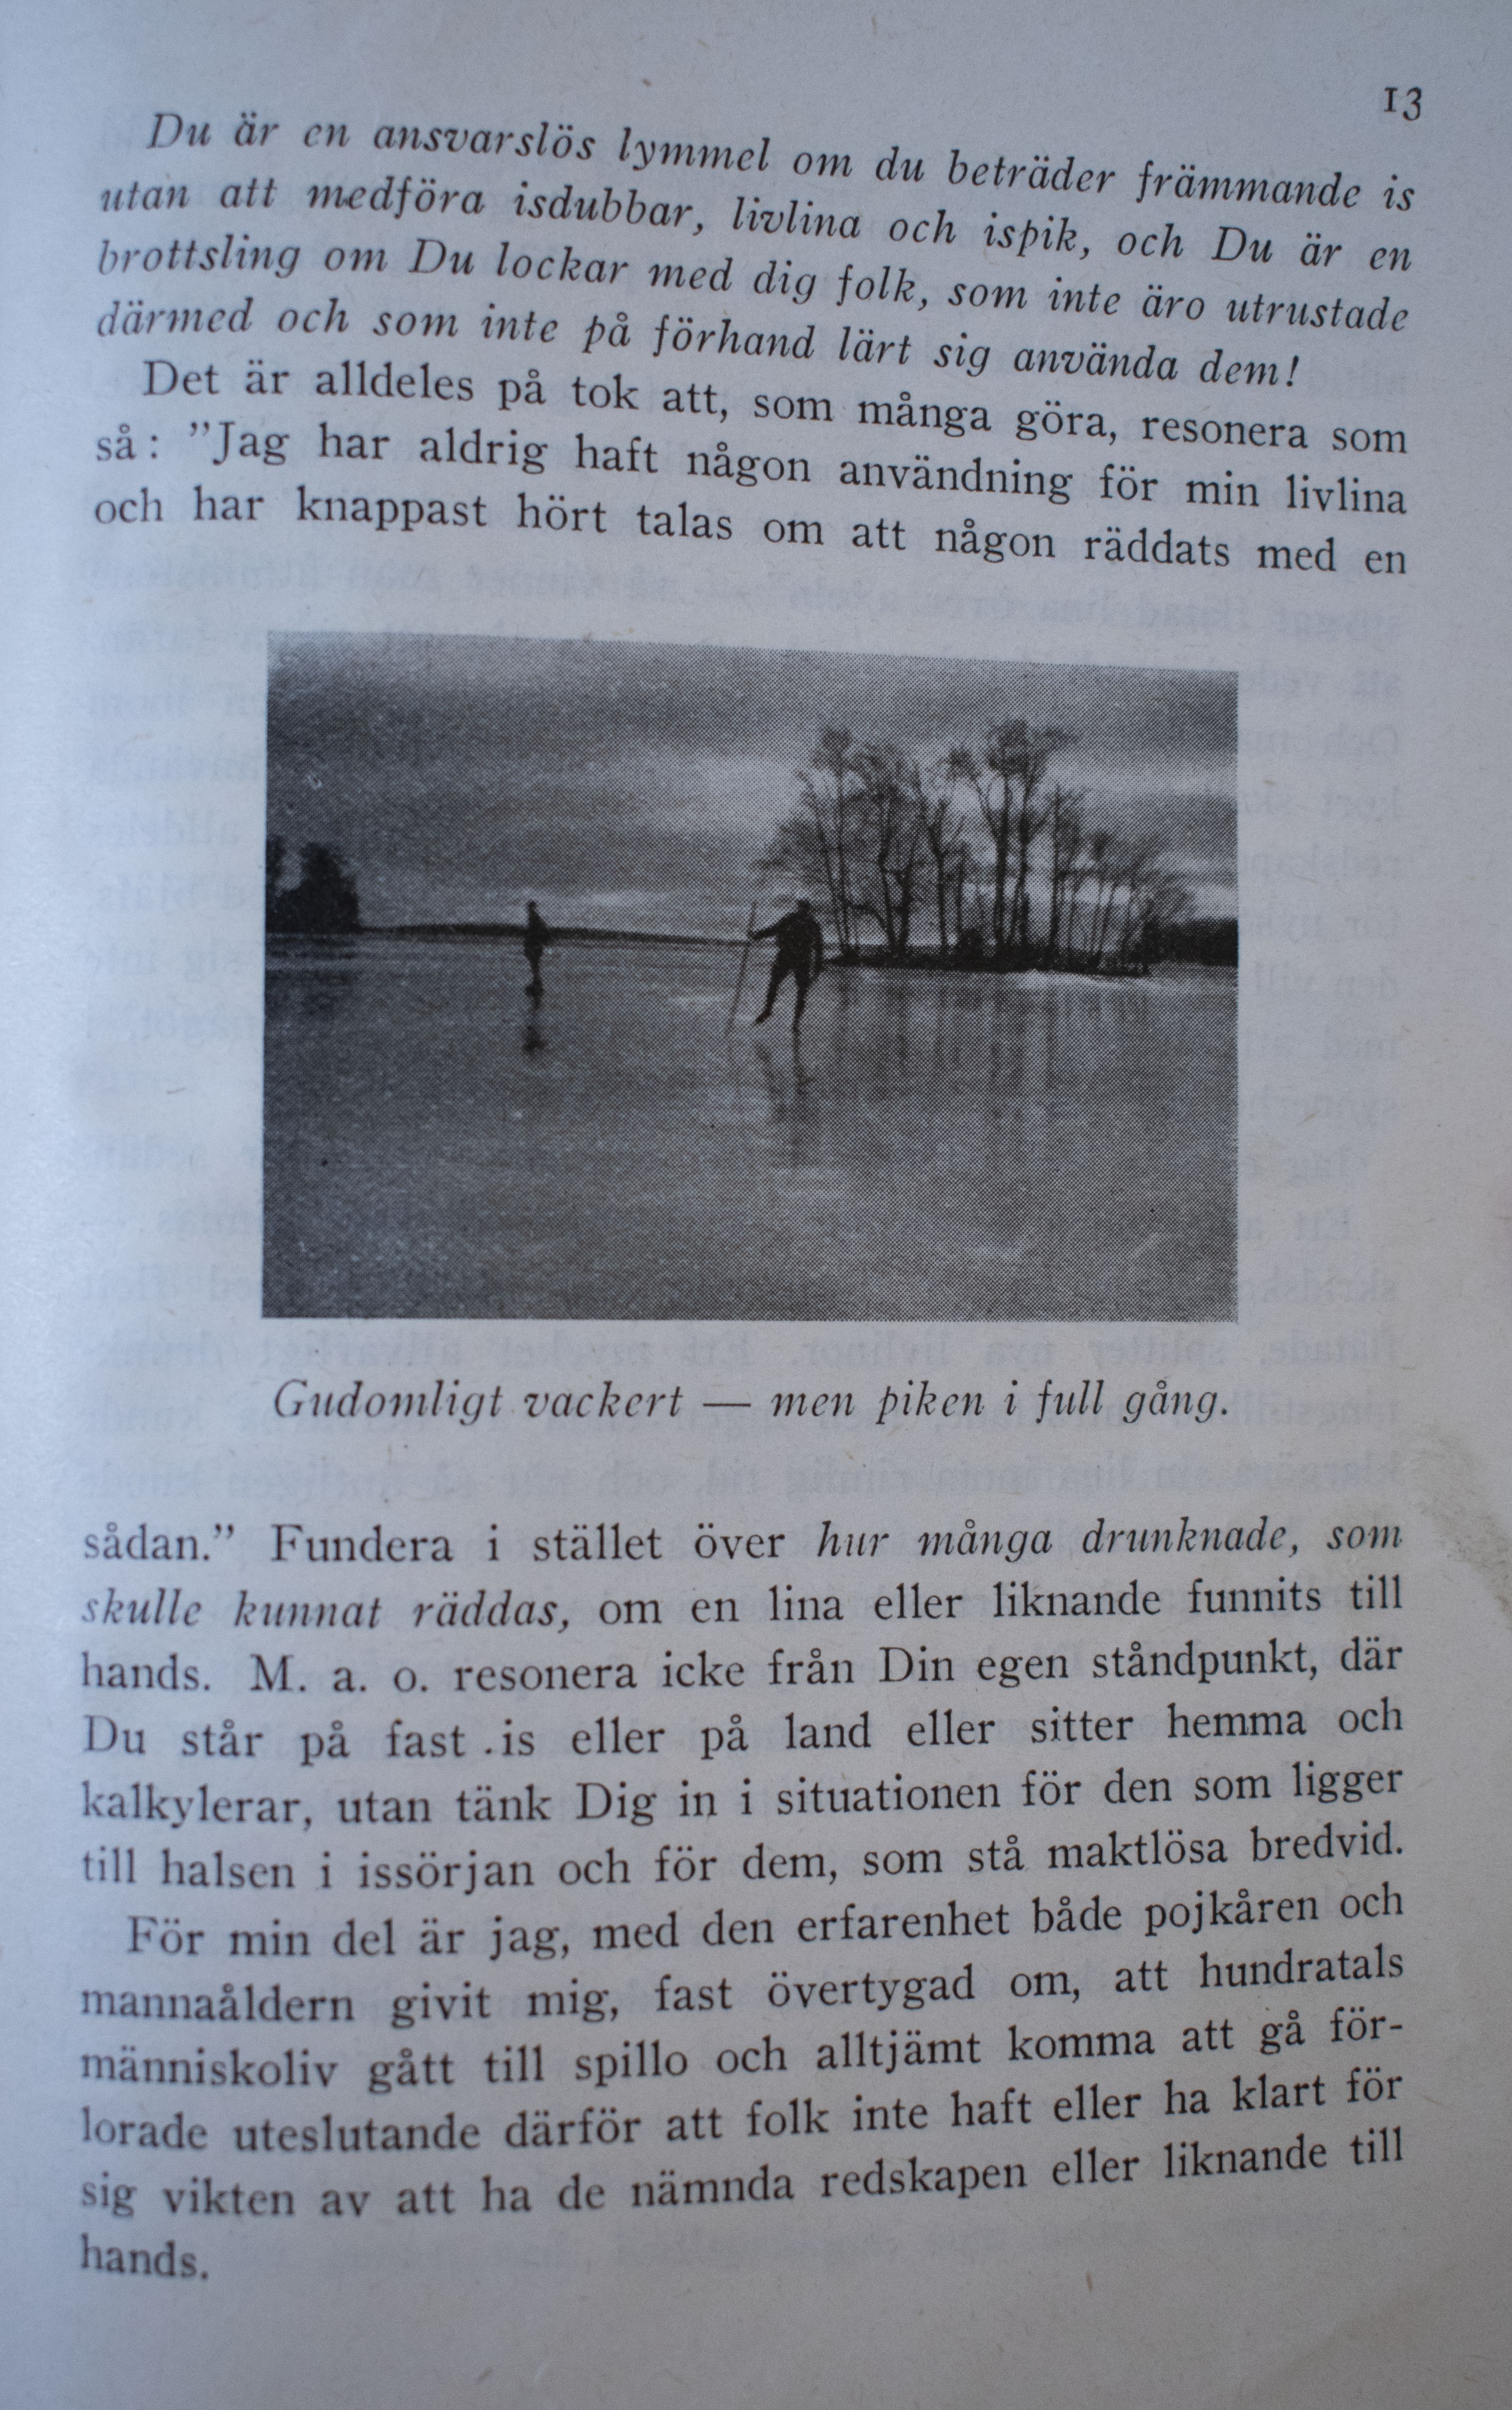 13
Du är en ansvarslös lymmel om du beträder främmande is
utan att medföra isdubbar, livlina och ispik, och Du är en
brottsling om Du lockar med dig folk, som inte äro utrustade
därmed och som inte på förhand lärt sig använda dem!
Det är alldeles på tok att, som många göra, resonera som
så: ”Jag har aldrig haft någon användning för min livlina
och har knappast hört talas om att någon räddats med en
Gudomligt vackert — men piken i full gång.
sådan.” Fundera i stället över hur många drunknade, som
skulle kunnat räddas, om en lina eller liknande funnits till
hands. M. a. o. resonera icke från Din egen ståndpunkt, där
Du står på fast is eller på land eller sitter hemma och
kalkylerar, utan tänk Dig in i situationen för den som ligger
till halsen i issörjan och för dem, som stå maktlösa bredvid.
För min del är jag, med den erfarenhet både pojkåren och
mannaåldern givit mig, fast övertygad om, att hundratals
människoliv gått till spillo och alltjämt komma att gå för-
lorade uteslutande därför att folk inte haft eller ha klart för
sig vikten av att ha de nämnda redskapen eller liknande till
hands.